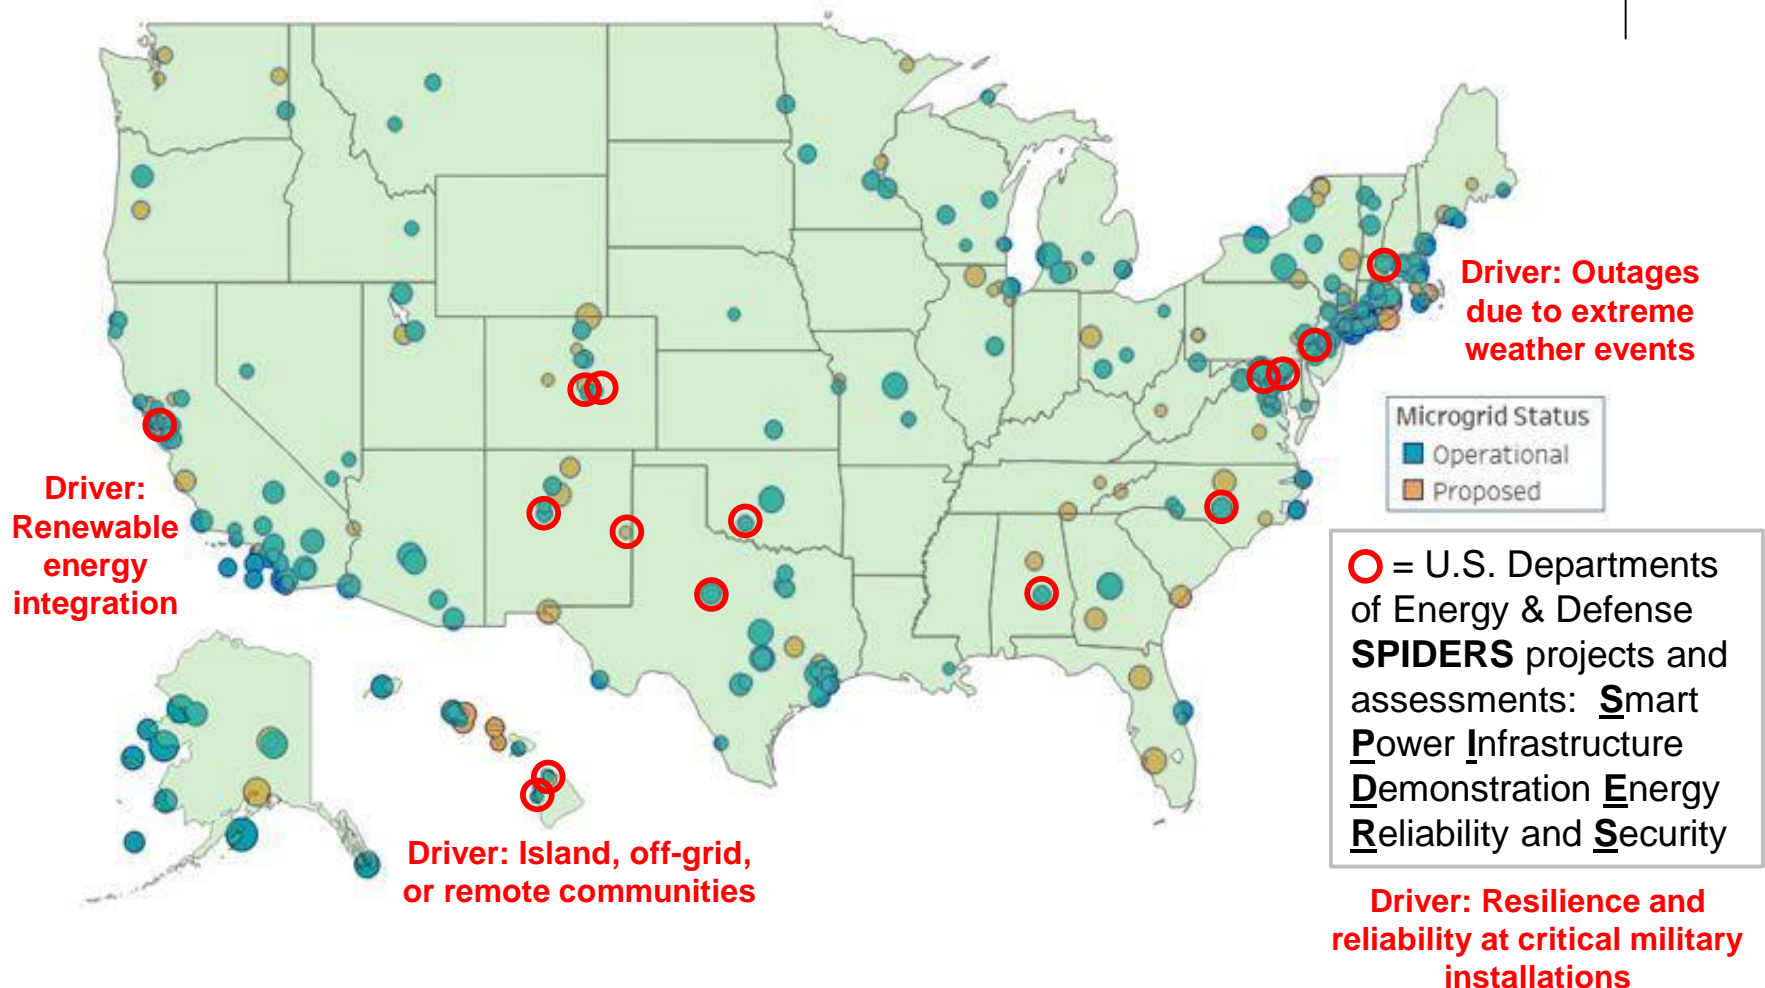 Driver: Outages
due to extreme
weather events
Microgrid Status
Operational
Proposed
Driver:
Renewable
energy
integration
= U.S. Departments
of Energy & Defense
SPIDERS projects and
assessments: Smart
Power Infrastructure
Demonstration Energy
Reliability and Security
Driver: Island, off-grid,
or remote communities
Driver: Resilience and
reliability at critical military
installations